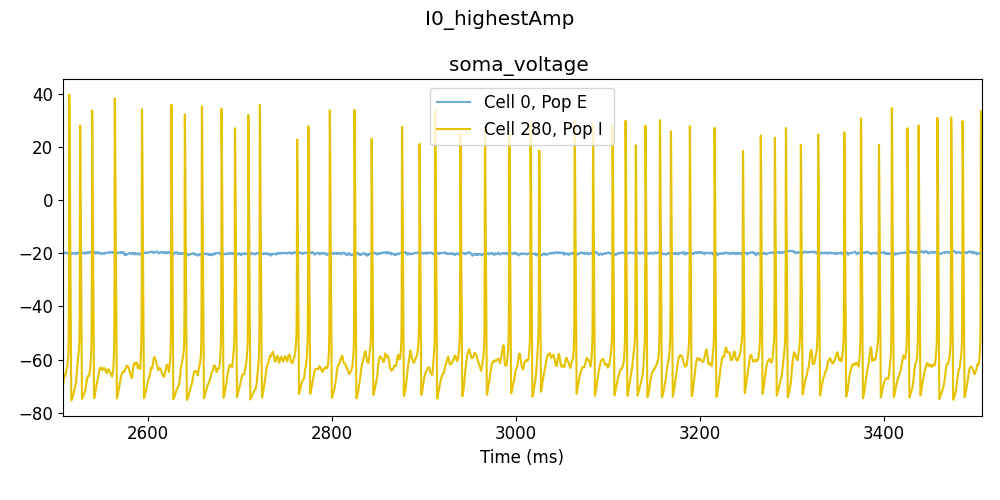 I0_highestAmp
soma_voltage
Cell 0, Pop E
Cell 280, Pop I
40
20
0
−20
−40
−60
−80
2600
2800
3000
3200
3400
Time (ms)